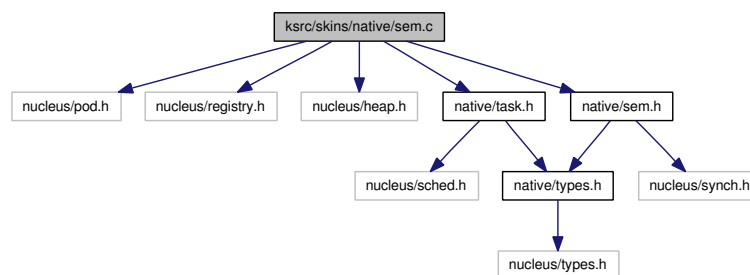 ksrc/skins/native/sem.c
nucleus/pod.h
nucleus/registry.h
nucleus/heap.h
native/task.h
native/sem.h
nucleus/sched.h
native/types.h
nucleus/synch.h
nucleus/types.h